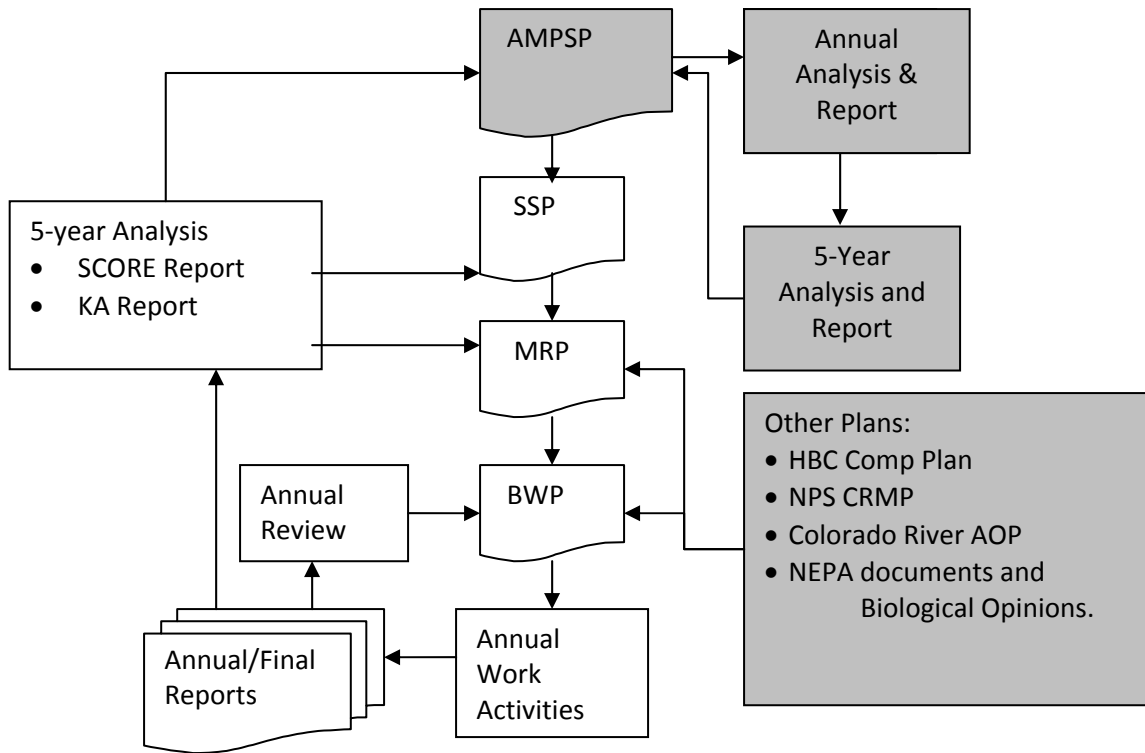 AMPSP
Annual
Analysis &
Report
SSP
5-year Analysis
• SCORE Report
• KA Report
5-Year
Analysis and
Report
MRP
Other Plans:
• HBC Comp Plan
• NPS CRMP
• Colorado River AOP
• NEPA documents and
Biological Opinions.
Annual
Review
BWP
Annual/Final
Reports
Annual
Work
Activities